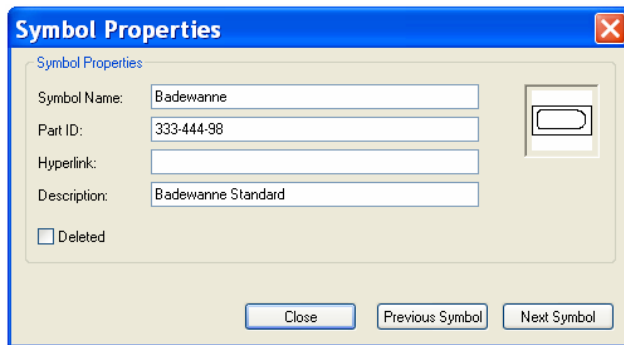 Symbol Properties
Symbol Properties
Symbol Name: Badewanne
Part ID: 333-444-98
Hyperlink:
Description: Badewanne Standard
Deleted
Close Previous Symbol Next Symbol